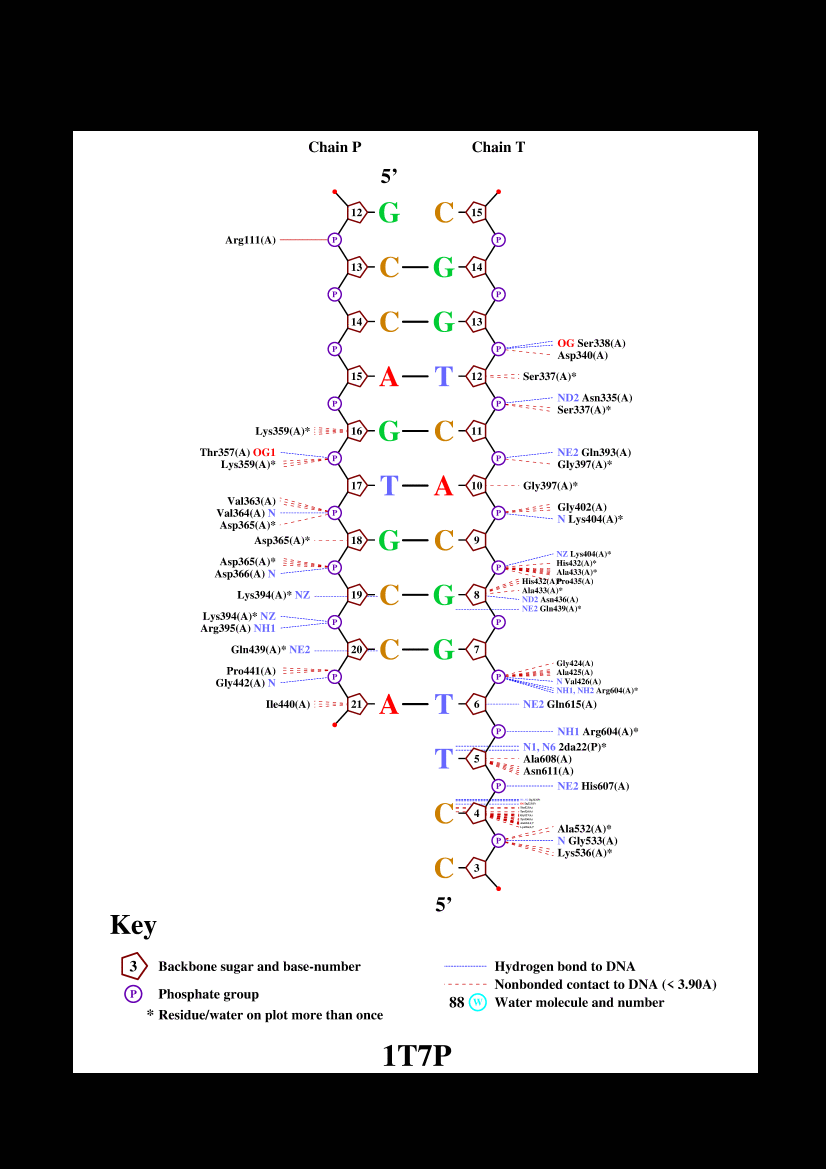 Chain P Chain T
5’
12 G C 15
P P
Arg111(A)
13 C G 14
P P
14 C G 13
P P
OG Ser338(A)
Asp340(A)
15 A T 12
Ser337(A)*
P P
ND2 Asn335(A)
Ser337(A)*
Lys359(A)*
16 G C 11
Thr357(A) OG1
Lys359(A)*
P P
NE2 Gln393(A)
Gly397(A)*
17 T A 10
Gly397(A)*
Val363(A)
Val364(A) N
Asp365(A)*
P P
Gly402(A)
N Lys404(A)*
Asp365(A)*
18 G C 9
Asp365(A)*
Asp366(A) N
P P
NZ Lys404(A)*
His432(A)*
Ala433(A)*
Pro435(A)
Lys394(A)* NZ
19 C G 8
His432(A)*
Ala433(A)*
ND2 Asn436(A)
NE2 Gln439(A)*
Lys394(A)* NZ
Arg395(A) NH1
P P
Gln439(A)* NE2
20 C G 7
Pro441(A)
Gly442(A) N
P P
Gly424(A)
Ala425(A)
N Val426(A)
NH1, NH2 Arg604(A)*
Ile440(A)
21 A T 6
NE2 Gln615(A)
P
NH1 Arg604(A)*
N1, N6 2da22(P)*
T 5
Ala608(A)
Asn611(A)
P
NE2 His607(A)
C 4
P
Ala532(A)*
N Gly533(A)
Lys536(A)*
C 3
5’
Key
3 Backbone sugar and base-number
P Phosphate group
* Residue/water on plot more than once
Hydrogen bond to DNA
Nonbonded contact to DNA (< 3.90A)
88 W Water molecule and number
1T7P